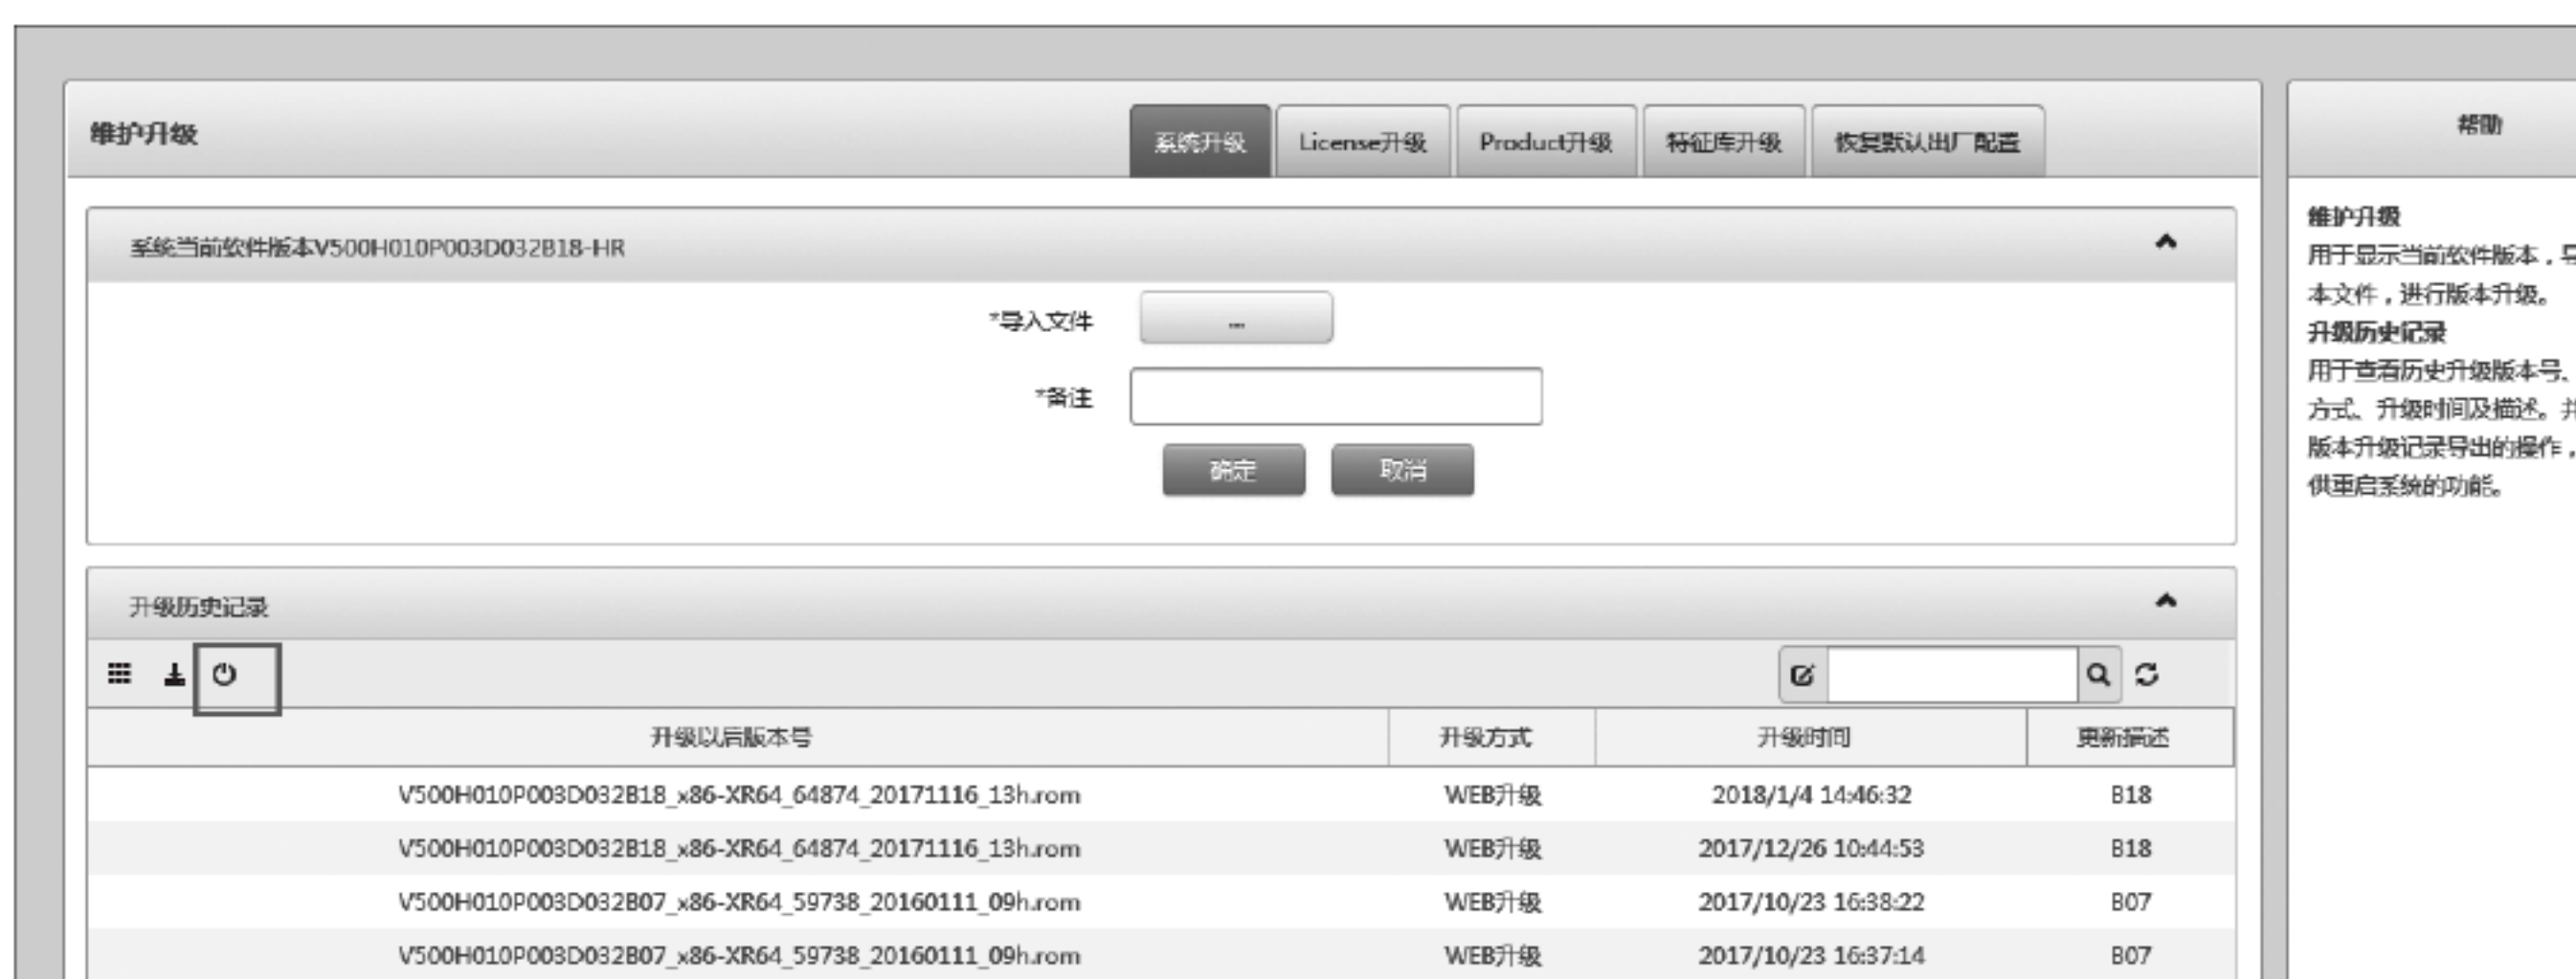 维护升级
系统升级 License升级 Product升级 特征库升级 恢复默认出厂配置
系统当前软件版本V500H010P003D032B18-HR
*导入文件 ...
*备注
确定 取消
升级历史记录
升级以后版本号 升级方式 升级时间 更新描述
V500H010P003D032B18_x86-XR64_64874_20171116_13h.rom WEB升级 2018/1/4 14:46:32 B18
V500H010P003D032B18_x86-XR64_64874_20171116_13h.rom WEB升级 2017/12/26 10:44:53 B18
V500H010P003D032B07_x86-XR64_59738_20160111_09h.rom WEB升级 2017/10/23 16:38:22 B07
V500H010P003D032B07_x86-XR64_59738_20160111_09h.rom WEB升级 2017/10/23 16:37:14 B07
帮助
维护升级
用于显示当前软件版本，导
本文件，进行版本升级。
升级历史记录
用于查看历史升级版本号、
方式、升级时间及描述。并
版本升级记录导出的操作，
供重启系统的功能。